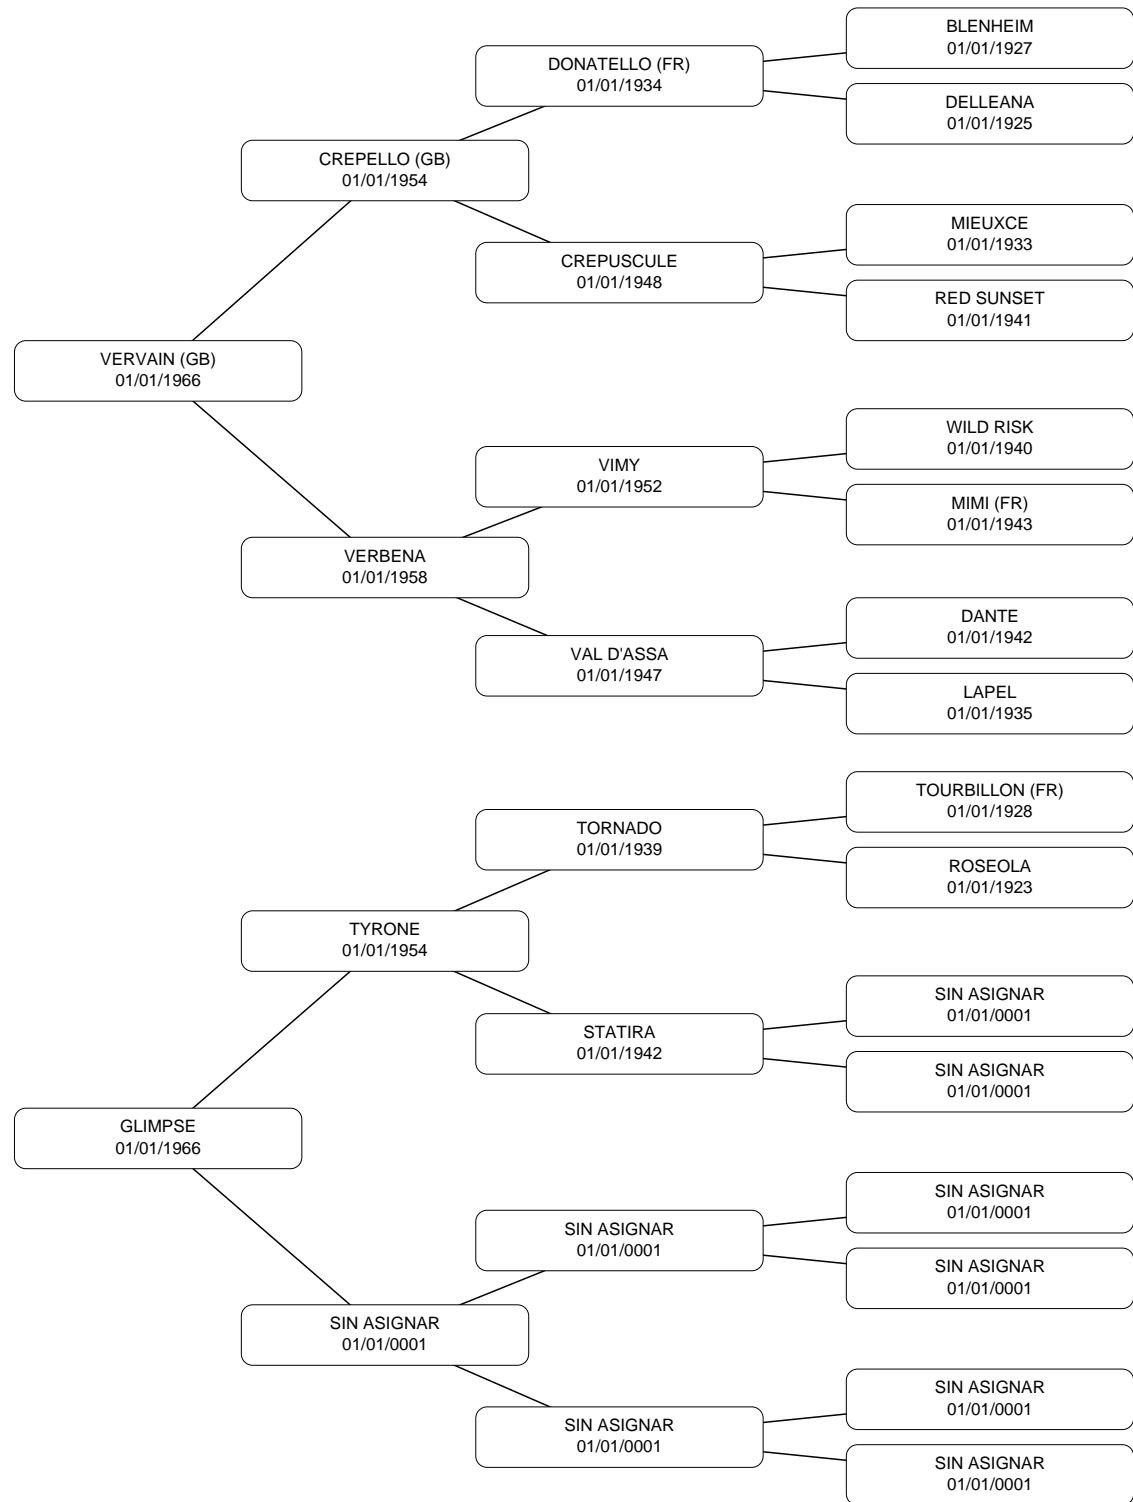 BLENHEIM
01/01/1927
DONATELLO (FR)
01/01/1934
DELLEANA
01/01/1925
CREPELLO (GB)
01/01/1954
MIEUXCE
01/01/1933
CREPUSCULE
01/01/1948
RED SUNSET
01/01/1941
VERVAIN (GB)
01/01/1966
WILD RISK
01/01/1940
VIMY
01/01/1952
MIMI (FR)
01/01/1943
VERBENA
01/01/1958
DANTE
01/01/1942
VAL D'ASSA
01/01/1947
LAPEL
01/01/1935
TOURBILLON (FR)
01/01/1928
TORNADO
01/01/1939
ROSEOLA
01/01/1923
TYRONE
01/01/1954
SIN ASIGNAR
01/01/0001
STATIRA
01/01/1942
SIN ASIGNAR
01/01/0001
GLIMPSE
01/01/1966
SIN ASIGNAR
01/01/0001
SIN ASIGNAR
01/01/0001
SIN ASIGNAR
01/01/0001
SIN ASIGNAR
01/01/0001
SIN ASIGNAR
01/01/0001
SIN ASIGNAR
01/01/0001
SIN ASIGNAR
01/01/0001